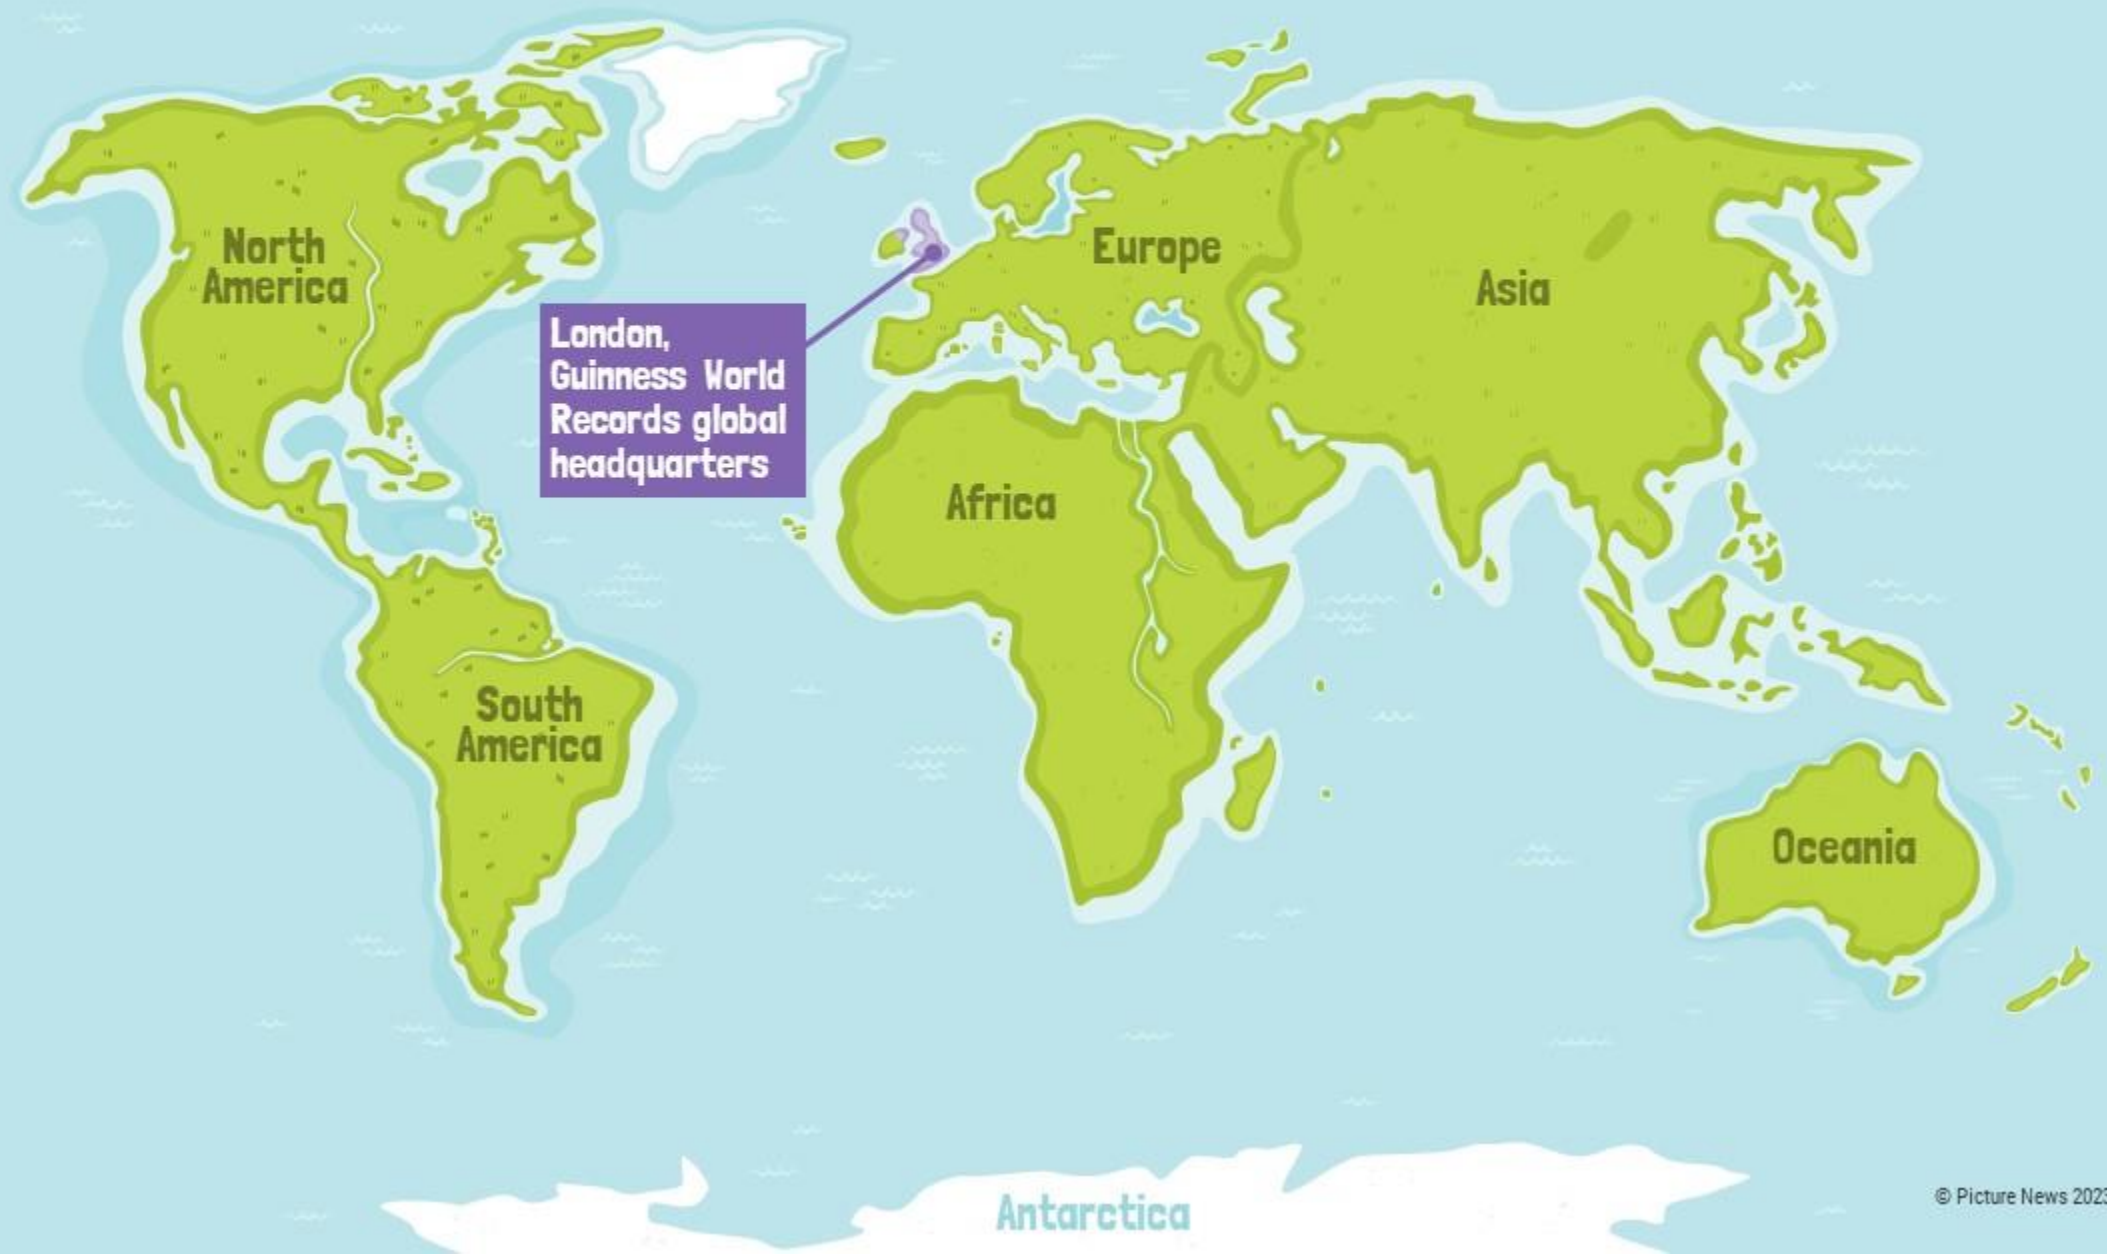 North
America
Europe
Asia
London,
Guinness World
Records global
headquarters
Africa
South
America
Oceania
Antarctica
© Picture News 2023